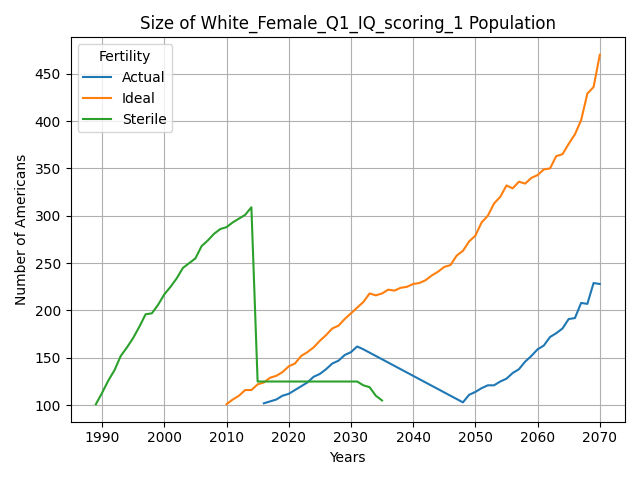 Size of White_Female_Q1_IQ_scoring_1 Population
Fertility
Actual
Ideal
Sterile
Number of Americans
450
400
350
300
250
200
150
100
1990 2000 2010 2020 2030 2040 2050 2060 2070
Years